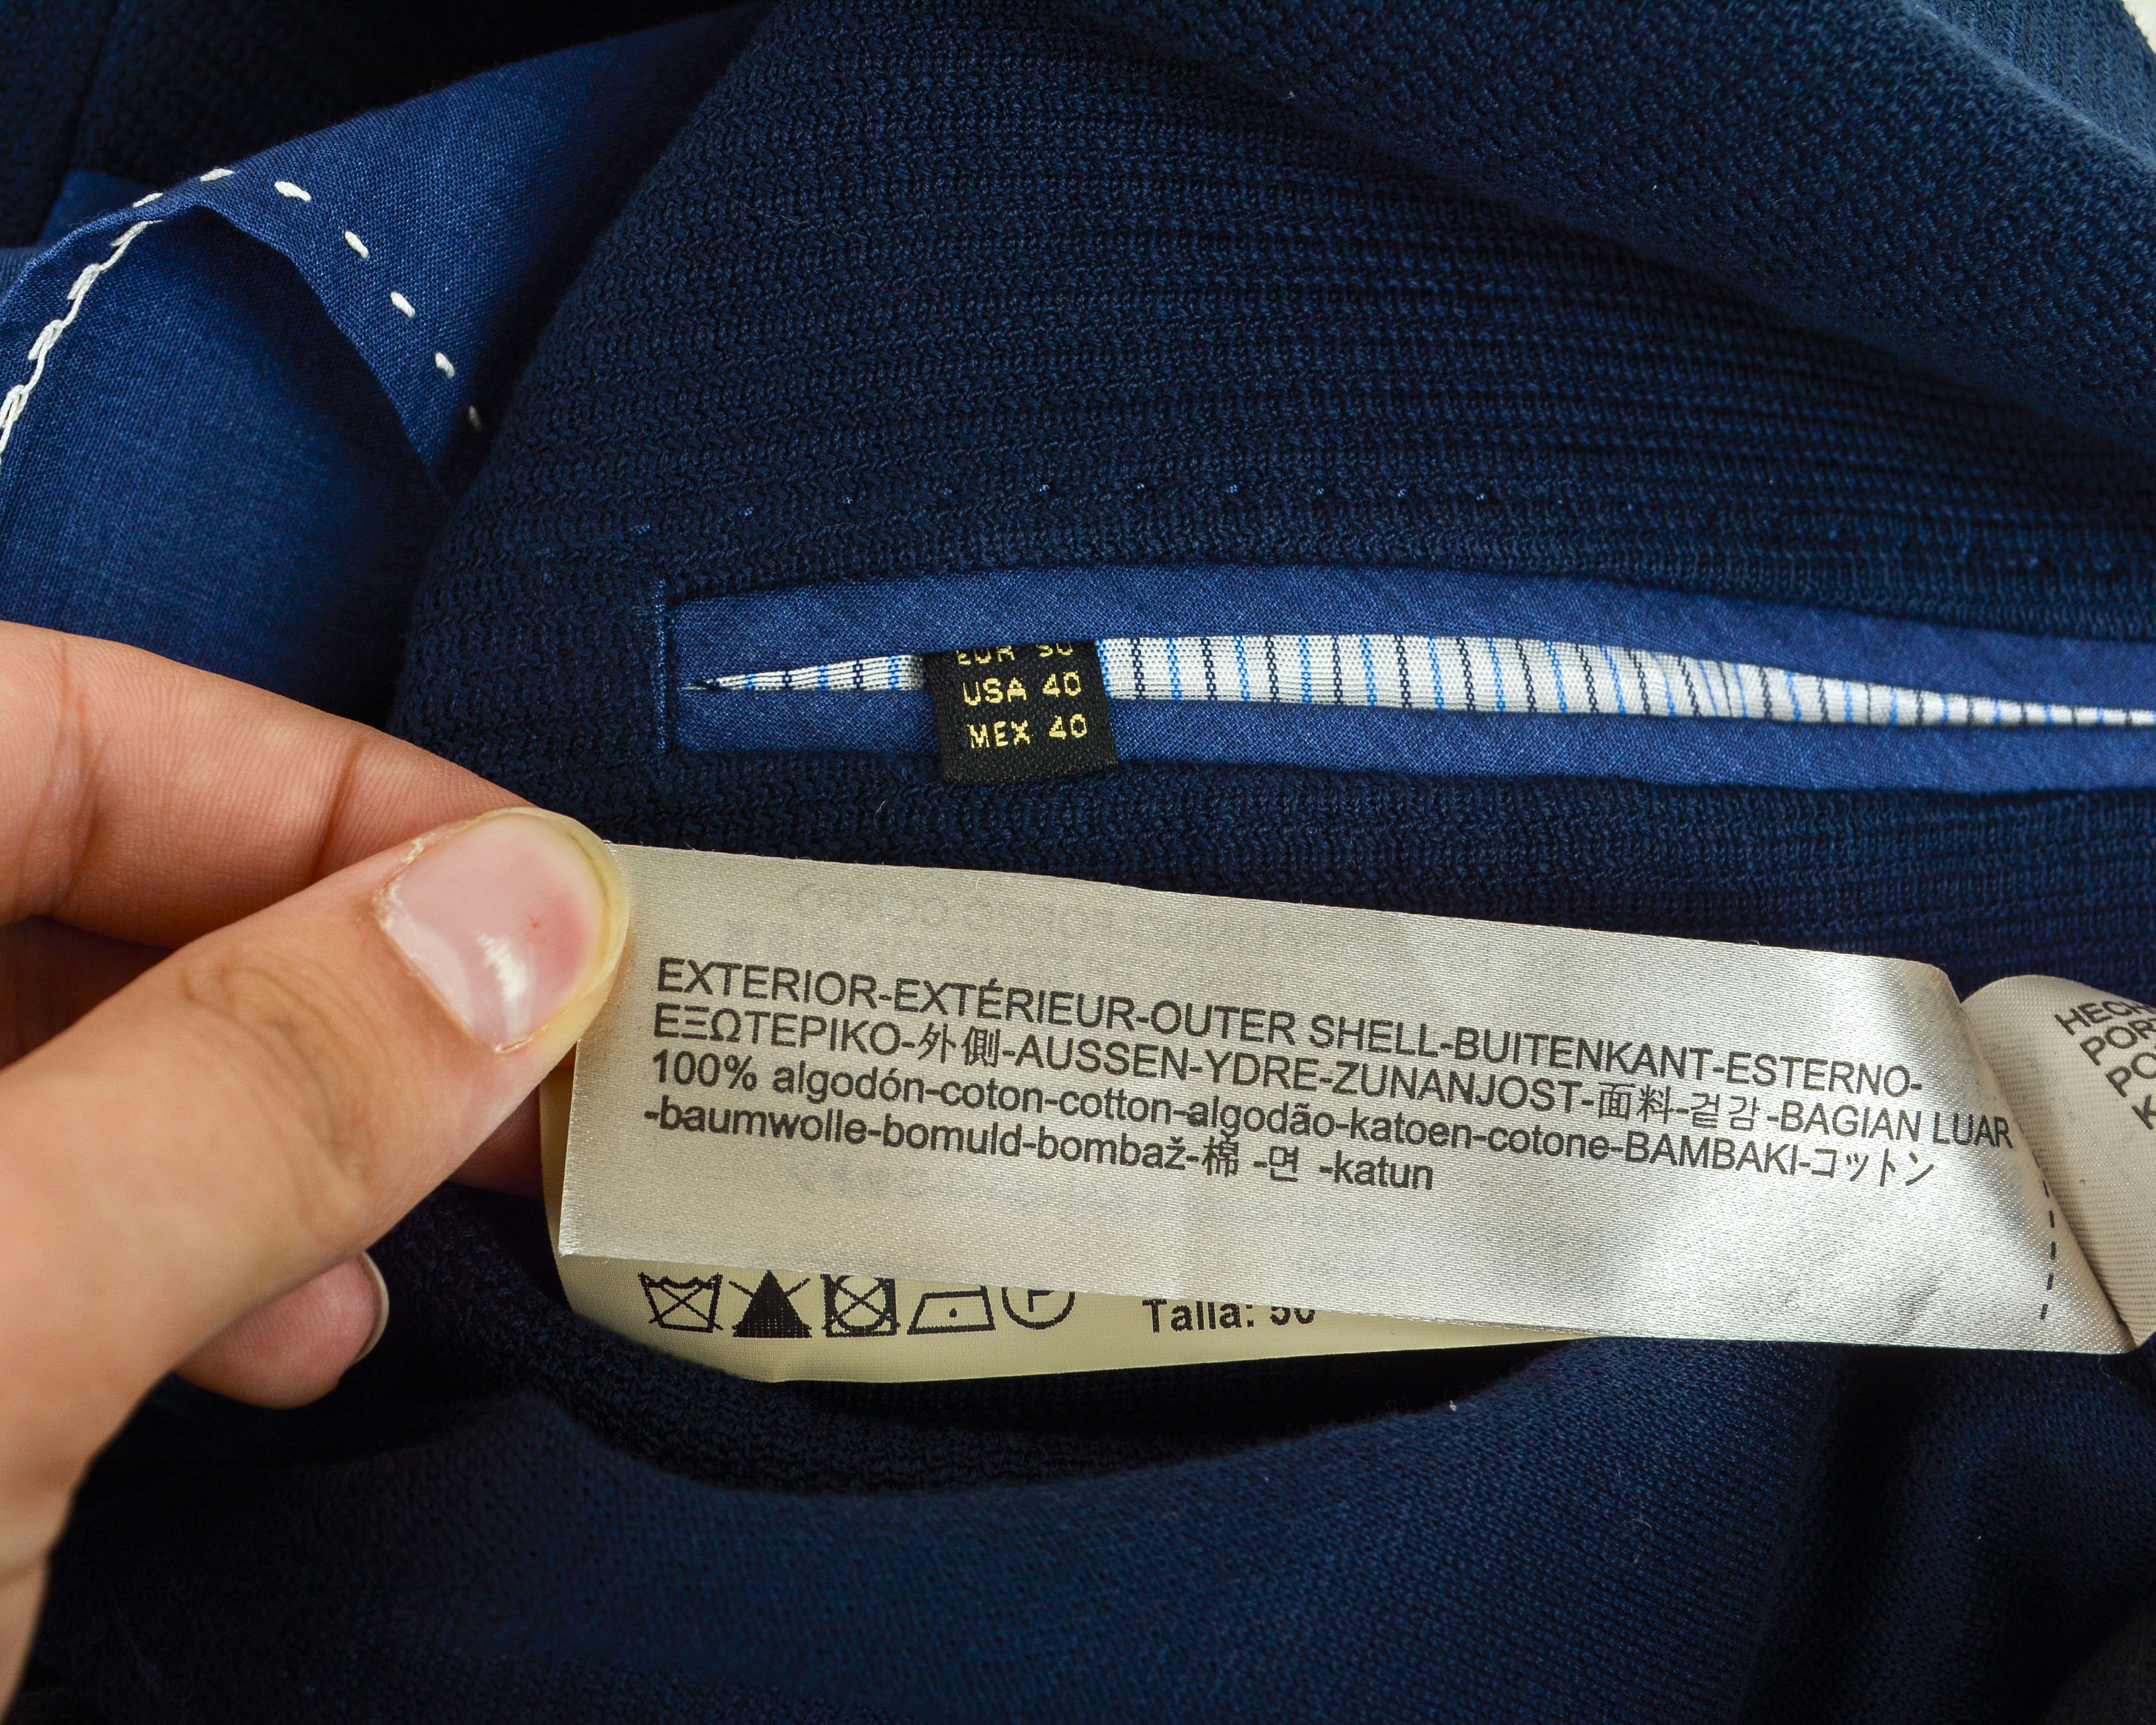 EUR 50
USA 40
MEX 40
EXTERIOR-EXTÉRIEUR-OUTER SHELL-BUITENKANT-ESTERNO-
ΕΞΩΤΕΡΙΚΟ-外側-AUSSEN-YDRE-ZUNANJOST-面料-겉감-BAGIAN LUAR
100% algodón-coton-cotton-algodão-katoen-cotone-BAMBAKI-コットン
-baumwolle-bomuld-bombaž-棉 -면 -katun
P
Talla: 50